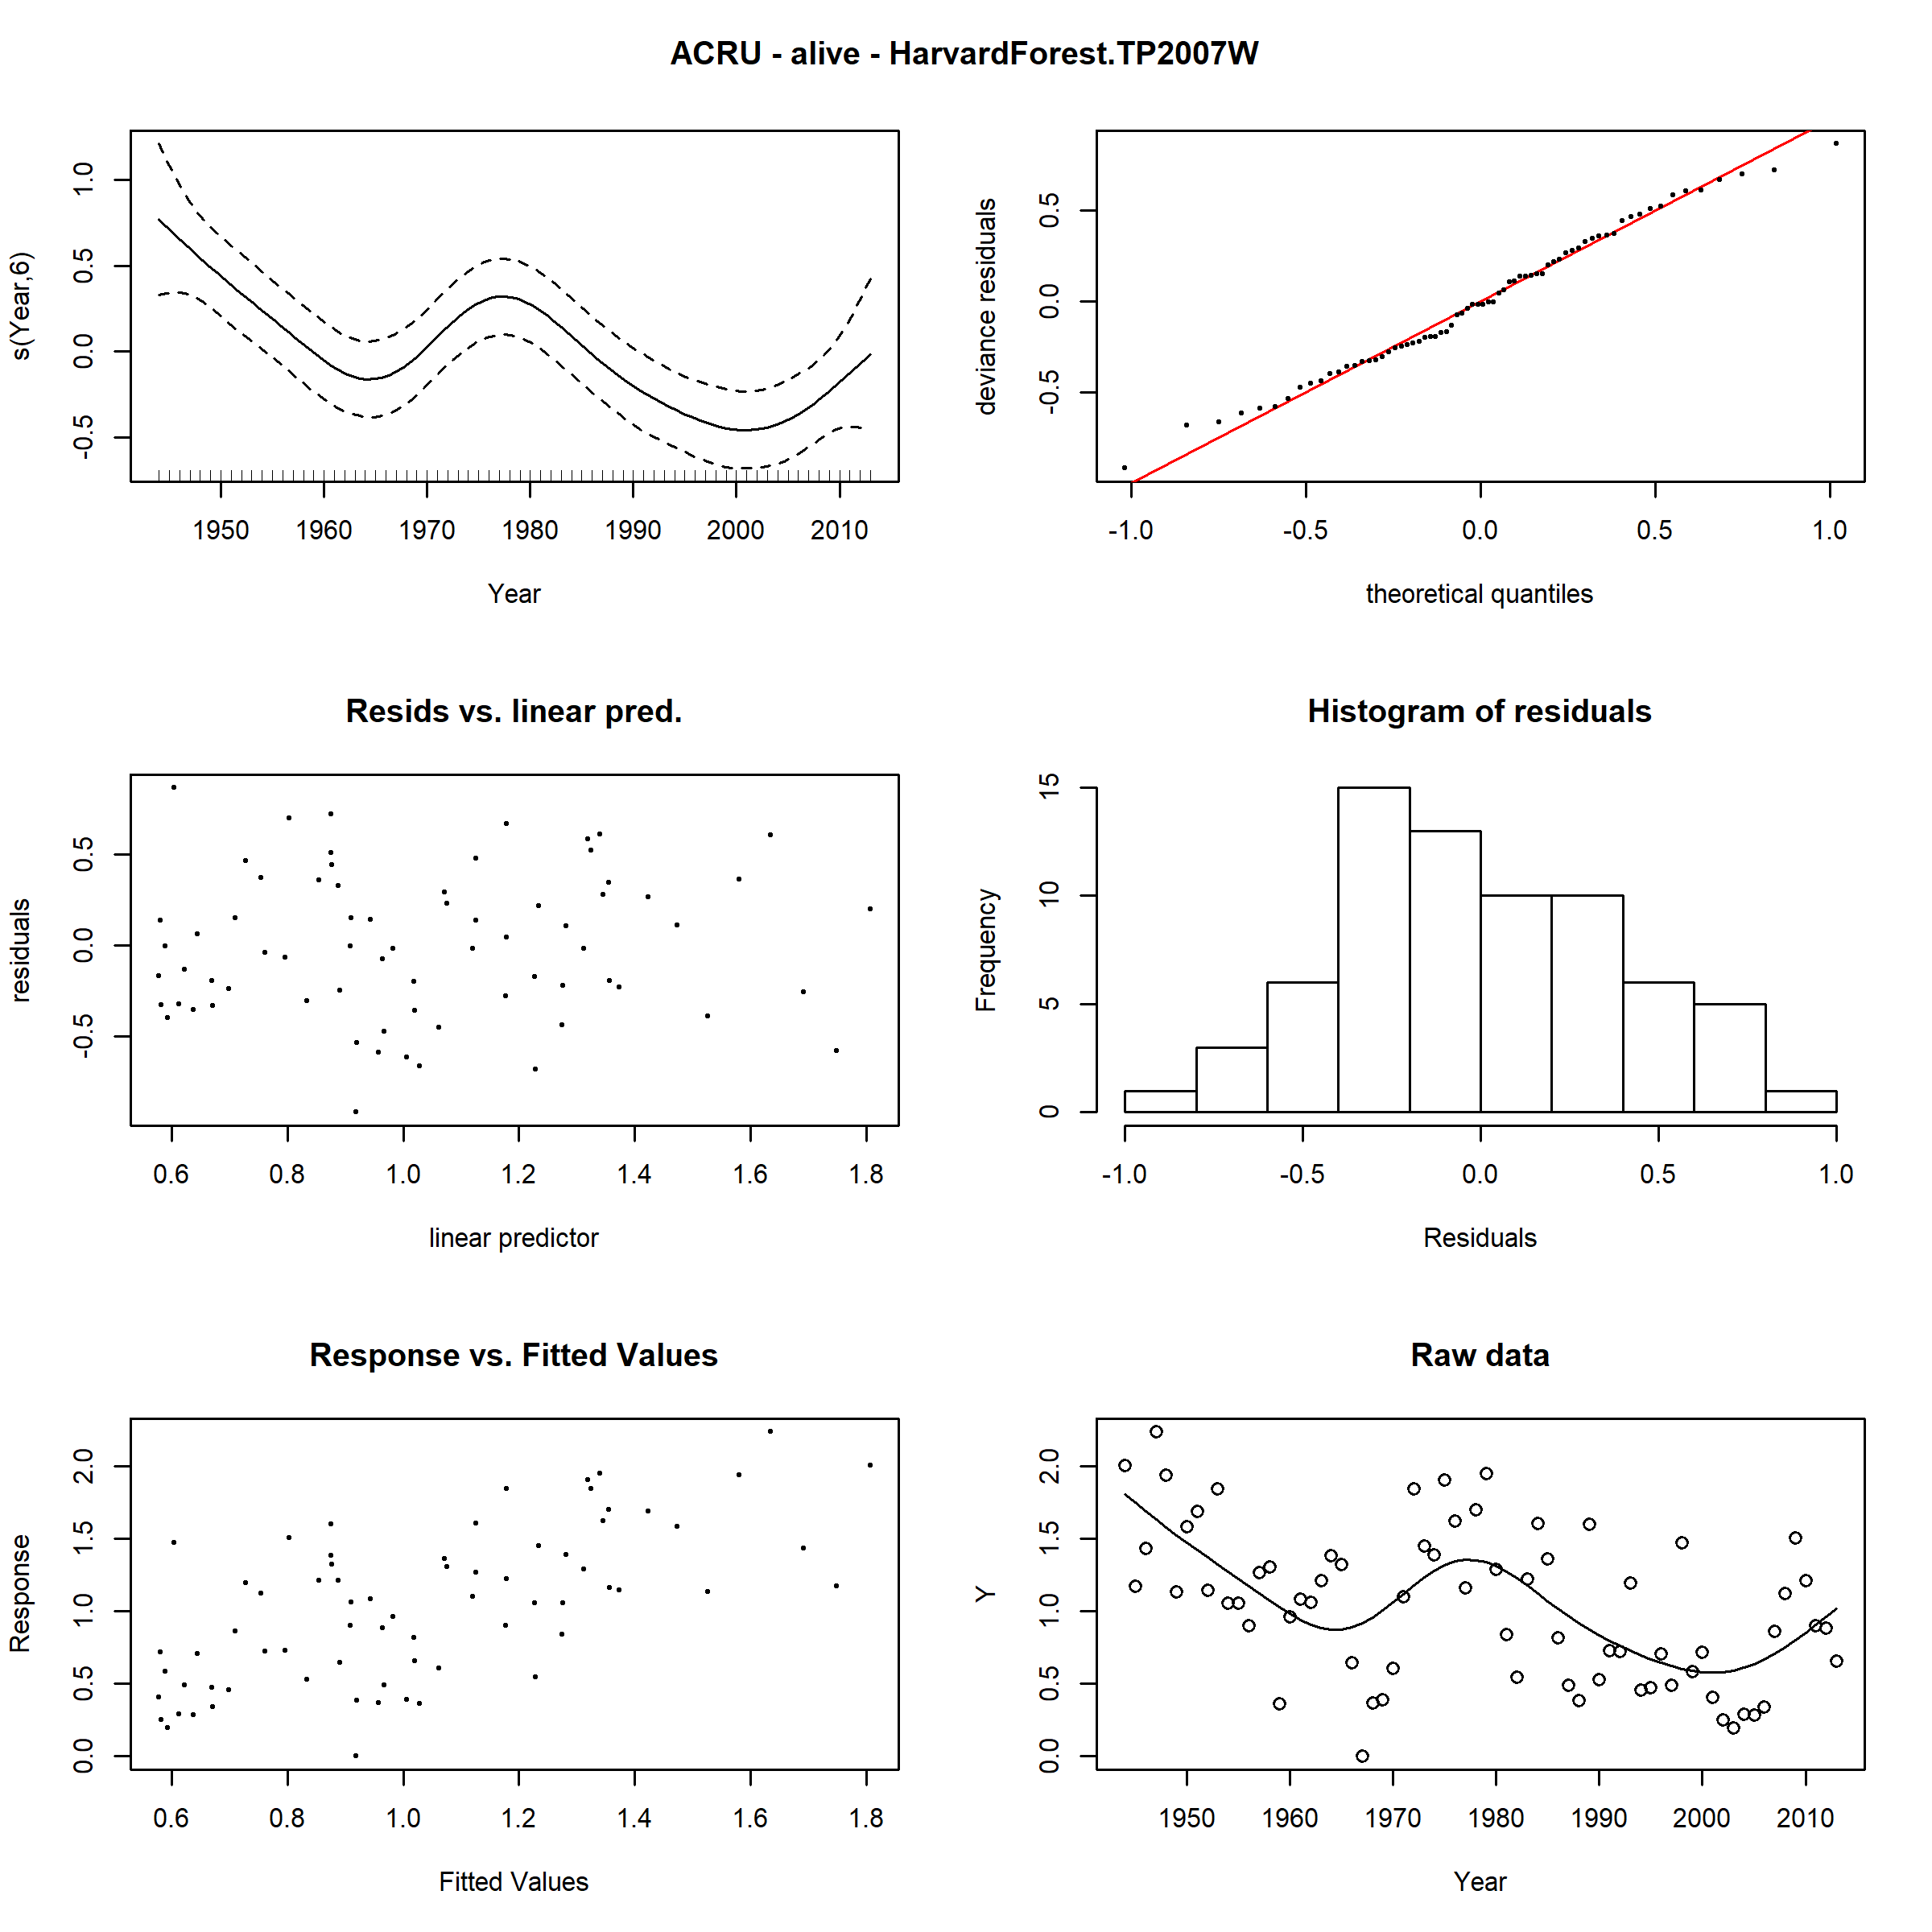 ACRU - alive - HarvardForest.TP2007W
s(Year,6)
1.0
0.5
0.0
-0.5
1950 1960 1970 1980 1990 2000 2010
Year
deviance residuals
0.5
0.0
-0.5
-1.0 -0.5 0.0 0.5 1.0
theoretical quantiles
Resids vs. linear pred.
residuals
0.5
0.0
-0.5
0.6 0.8 1.0 1.2 1.4 1.6 1.8
linear predictor
Histogram of residuals
Frequency
15
10
5
0
-1.0 -0.5 0.0 0.5 1.0
Residuals
Response vs. Fitted Values
Response
2.0
1.5
1.0
0.5
0.0
0.6 0.8 1.0 1.2 1.4 1.6 1.8
Fitted Values
Raw data
Y
2.0
1.5
1.0
0.5
0.0
1950 1960 1970 1980 1990 2000 2010
Year